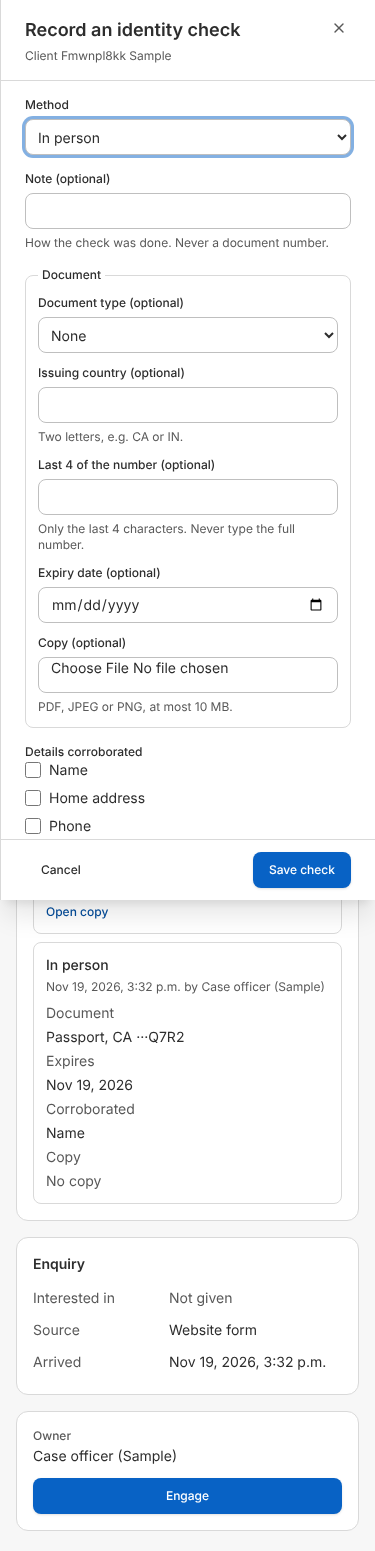 Record an identity check
Client Fmwnpl8kk Sample
Method
In person
Note (optional)
How the check was done. Never a document number.
Document
Document type (optional)
None
Issuing country (optional)
Two letters, e.g. CA or IN.
Last 4 of the number (optional)
Only the last 4 characters. Never type the full
number.
Expiry date (optional)
mm/dd/yyyy
Copy (optional)
Choose File No file chosen
PDF, JPEG or PNG, at most 10 MB.
Details corroborated
Name
Home address
Phone
Cancel
Save check
Open copy
In person
Nov 19, 2026, 3:32 p.m. by Case officer (Sample)
Document
Passport, CA ···Q7R2
Expires
Nov 19, 2026
Corroborated
Name
Copy
No copy
Enquiry
Interested in Not given
Source Website form
Arrived Nov 19, 2026, 3:32 p.m.
Owner
Case officer (Sample)
Engage